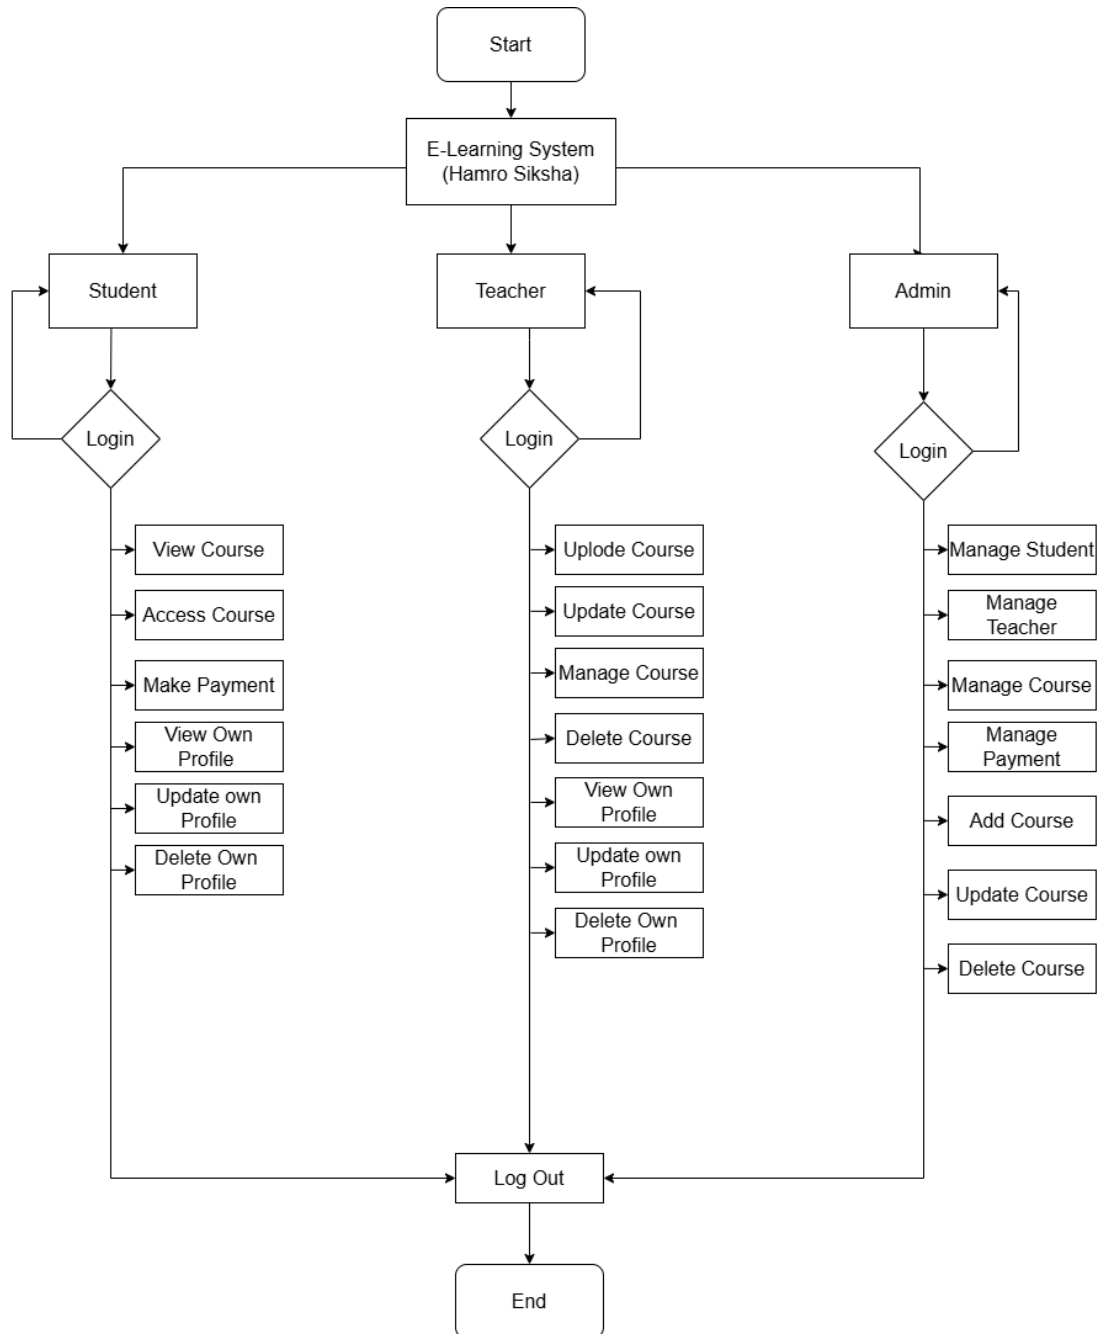 Start
E-Learning System
(Hamro Siksha)
Student
Teacher
Admin
Login
Login
Login
View Course
Access Course
Make Payment
View Own
Profile
Update own
Profile
Delete Own
Profile
Uplode Course
Update Course
Manage Course
Delete Course
View Own
Profile
Update own
Profile
Delete Own
Profile
Manage Student
Manage
Teacher
Manage Course
Manage
Payment
Add Course
Update Course
Delete Course
Log Out
End